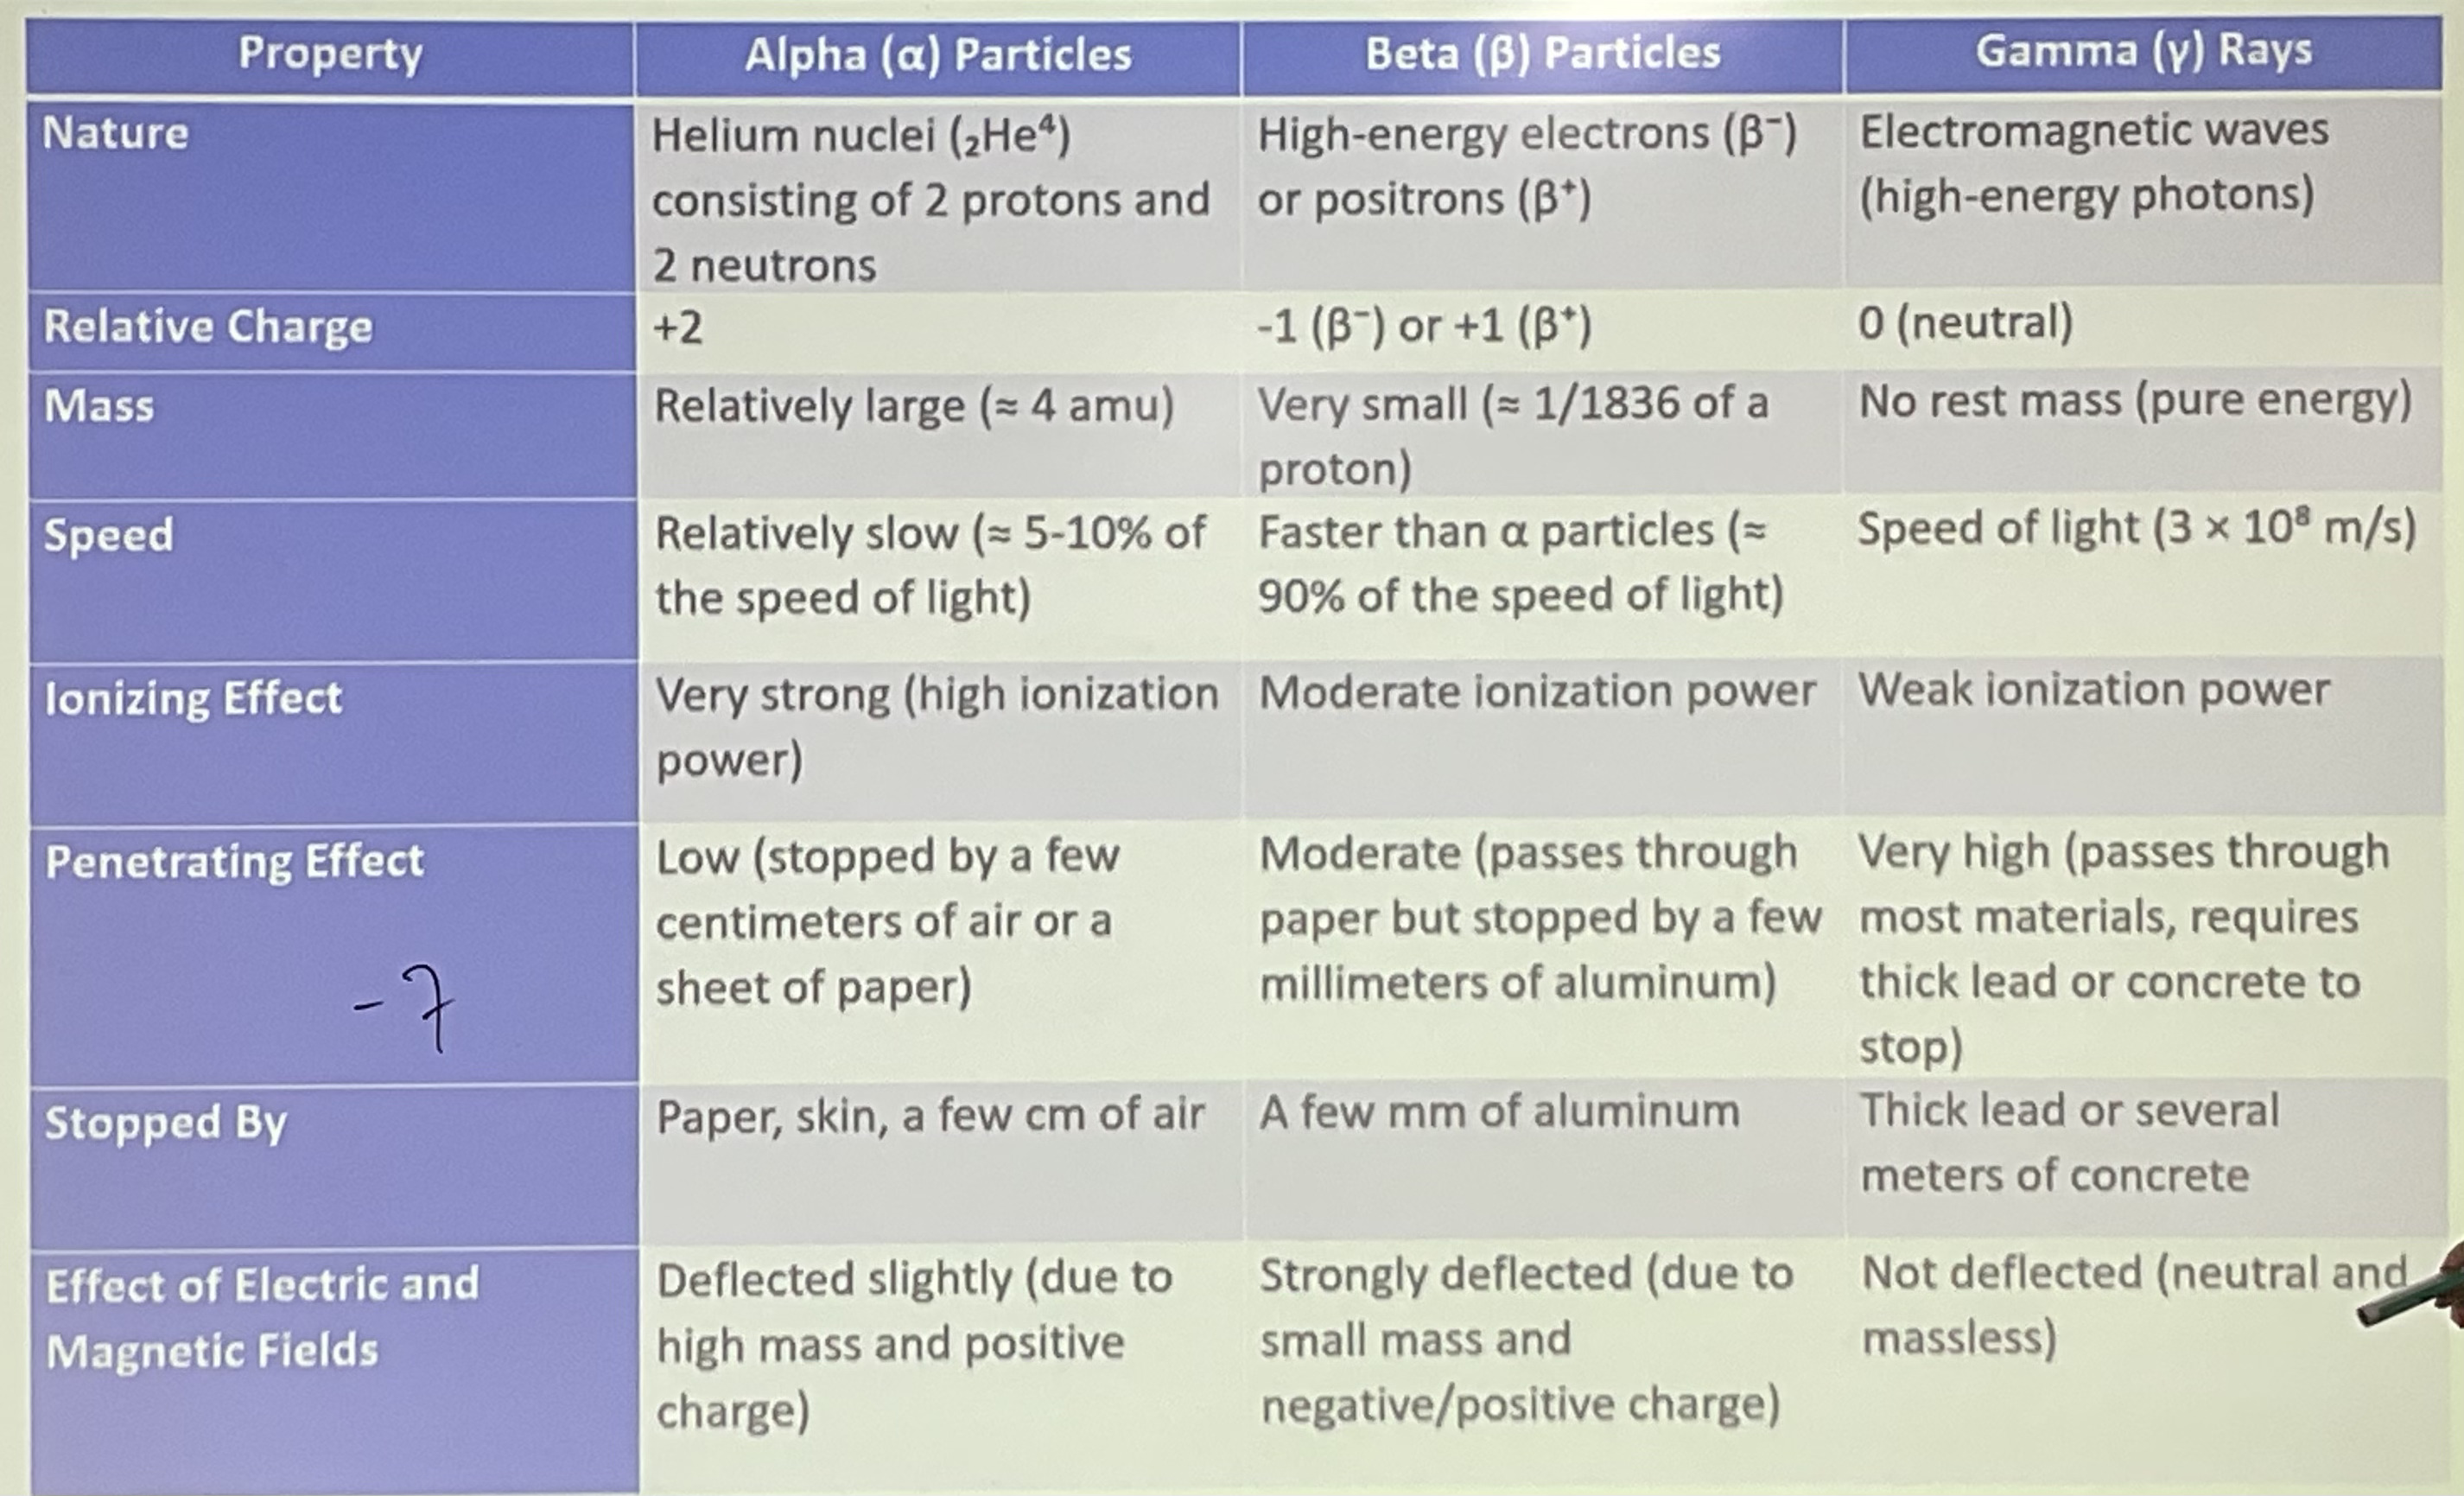 Property Alpha (α) Particles Beta (β) Particles Gamma (γ) Rays
Nature
Helium nuclei (₂He⁴)
consisting of 2 protons and
2 neutrons
High-energy electrons (β⁻)
or positrons (β⁺)
Electromagnetic waves
(high-energy photons)
Relative Charge
+2
-1 (β⁻) or +1 (β⁺)
0 (neutral)
Mass
Relatively large (≈ 4 amu)
Very small (≈ 1/1836 of a
proton)
No rest mass (pure energy)
Speed
Relatively slow (≈ 5-10% of
the speed of light)
Faster than α particles (≈
90% of the speed of light)
Speed of light (3 × 10⁸ m/s)
Ionizing Effect
Very strong (high ionization
power)
Moderate ionization power
Weak ionization power
Penetrating Effect
- 7
Low (stopped by a few
centimeters of air or a
sheet of paper)
Moderate (passes through
paper but stopped by a few
millimeters of aluminum)
Very high (passes through
most materials, requires
thick lead or concrete to
stop)
Stopped By
Paper, skin, a few cm of air
A few mm of aluminum
Thick lead or several
meters of concrete
Effect of Electric and
Magnetic Fields
Deflected slightly (due to
high mass and positive
charge)
Strongly deflected (due to
small mass and
negative/positive charge)
Not deflected (neutral and
massless)